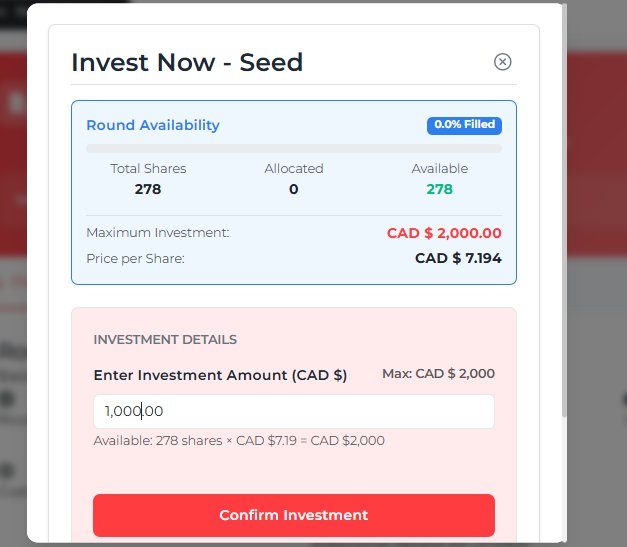 Invest Now - Seed
Round Availability
0.0% Filled
Total Shares
Allocated
Available
278
0
278
Maximum Investment:
CAD $ 2,000.00
Price per Share:
CAD $ 7.194
INVESTMENT DETAILS
Enter Investment Amount (CAD $)
Max: CAD $ 2,000
1,000.00
Available: 278 shares × CAD $7.19 = CAD $2,000
Confirm Investment